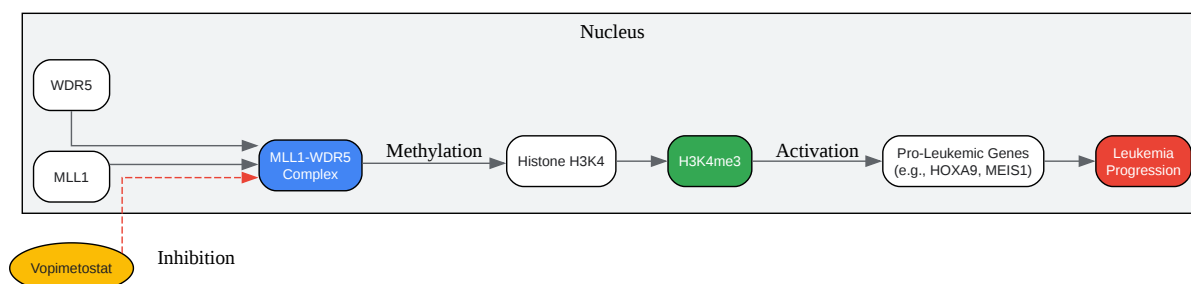 Nucleus
WDR5
MLL1
MLL1-WDR5
Complex
Methylation
Histone H3K4
H3K4me3
Activation
Pro-Leukemic Genes
(e.g., HOXA9, MEIS1)
Leukemia
Progression
Inhibition
Vopimetostat